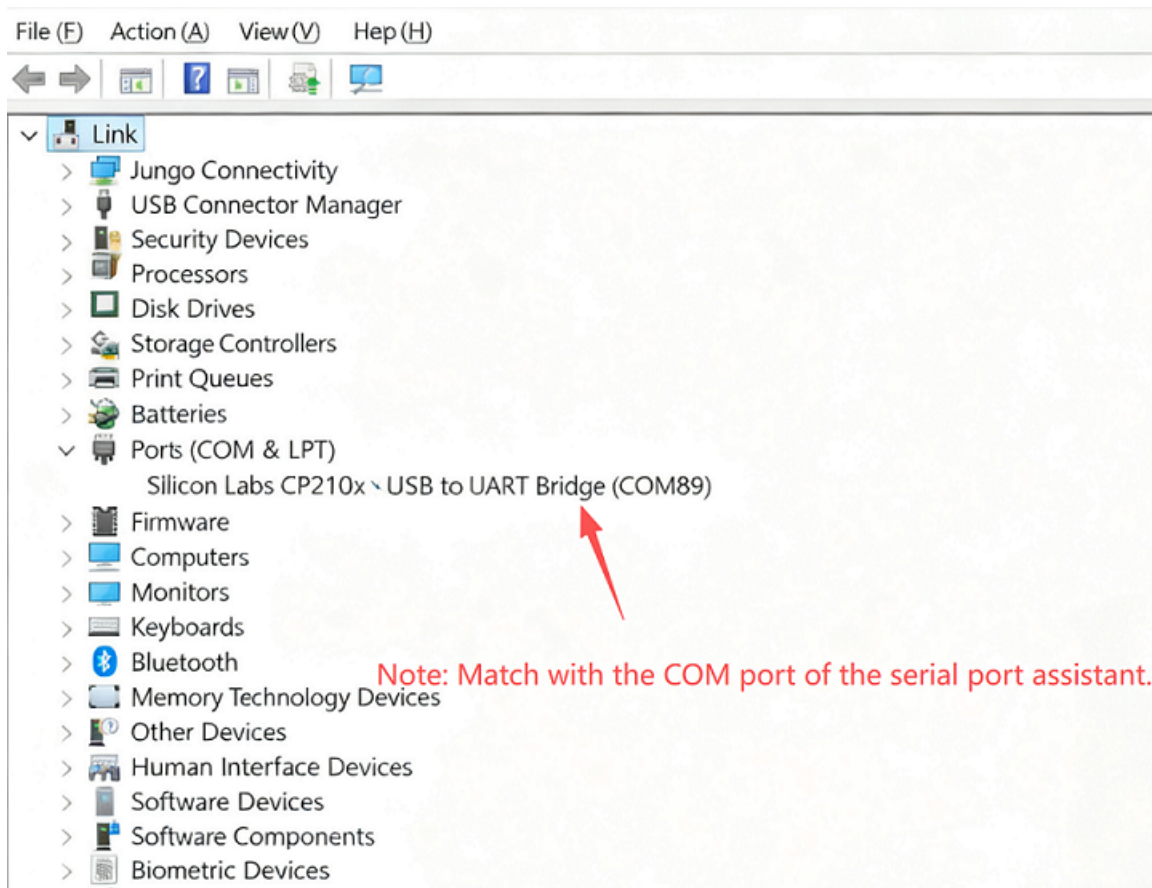 File (F) Action (A) View (V) Hep (H)
Link
Jungo Connectivity
USB Connector Manager
Security Devices
Processors
Disk Drives
Storage Controllers
Print Queues
Batteries
Ports (COM & LPT)
Silicon Labs CP210x USB to UART Bridge (COM89)
Firmware
Computers
Monitors
Keyboards
Bluetooth
Note: Match with the COM port of the serial port assistant.
Memory Technology Devices
Other Devices
Human Interface Devices
Software Devices
Software Components
Biometric Devices